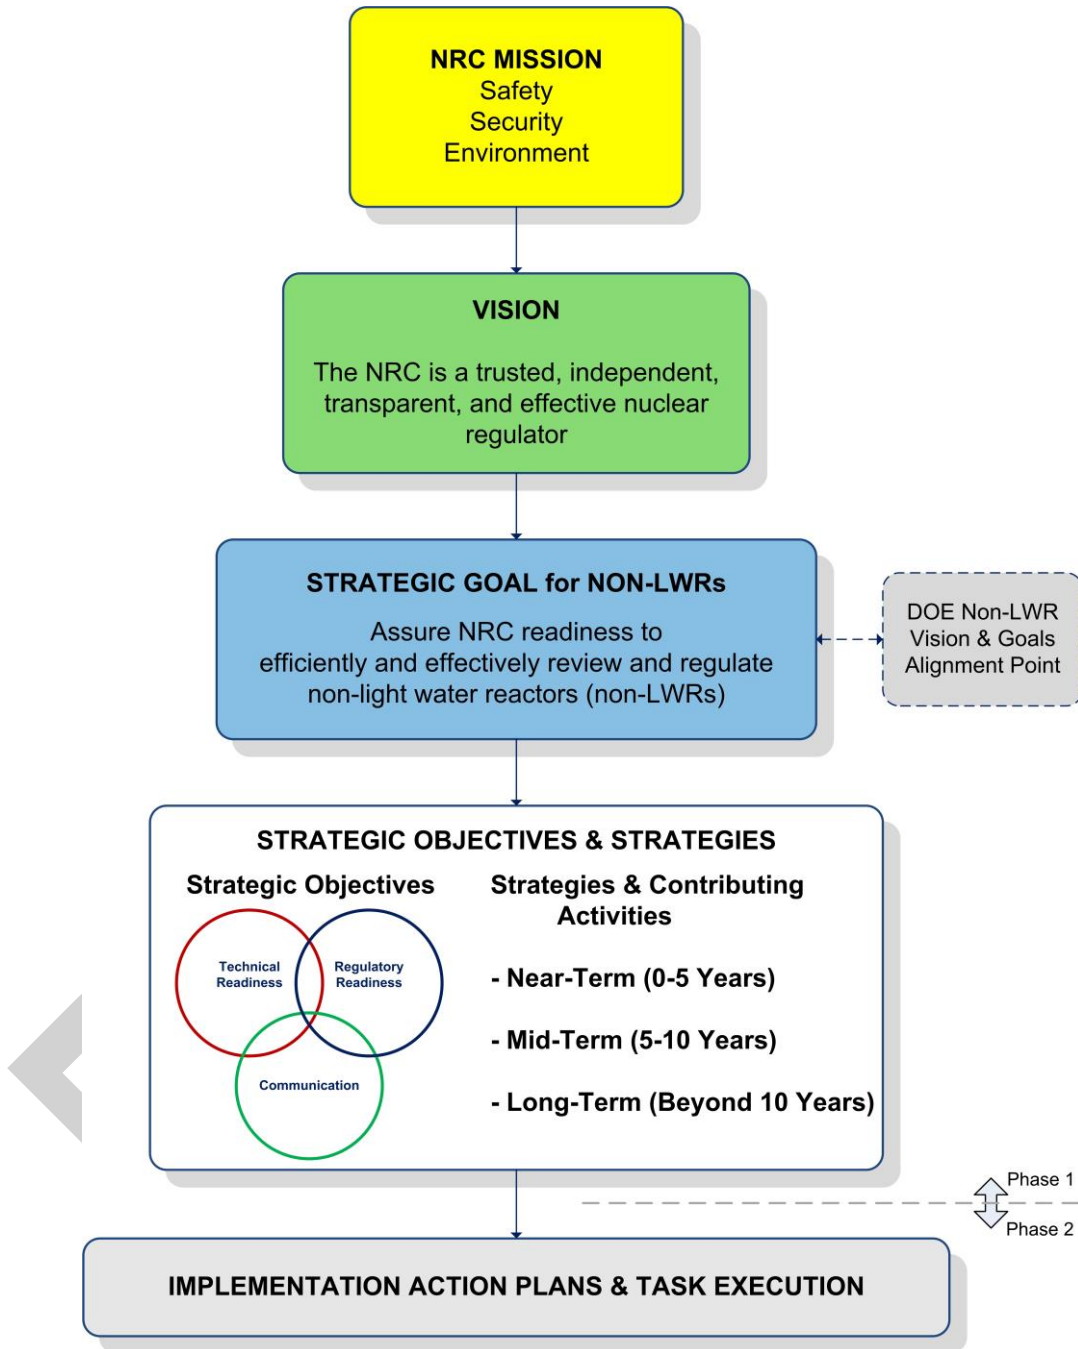 NRC MISSION
Safety
Security
Environment
VISION
The NRC is a trusted, independent,
transparent, and effective nuclear
regulator
STRATEGIC GOAL for NON-LWRs
Assure NRC readiness to
efficiently and effectively review and regulate
non-light water reactors (non-LWRs)
DOE Non-LWR
Vision & Goals
Alignment Point
STRATEGIC OBJECTIVES & STRATEGIES
Strategic Objectives
Technical
Readiness
Regulatory
Readiness
Communication
Strategies & Contributing
Activities
- Near-Term (0-5 Years)
- Mid-Term (5-10 Years)
- Long-Term (Beyond 10 Years)
Phase 1
Phase 2
IMPLEMENTATION ACTION PLANS & TASK EXECUTION